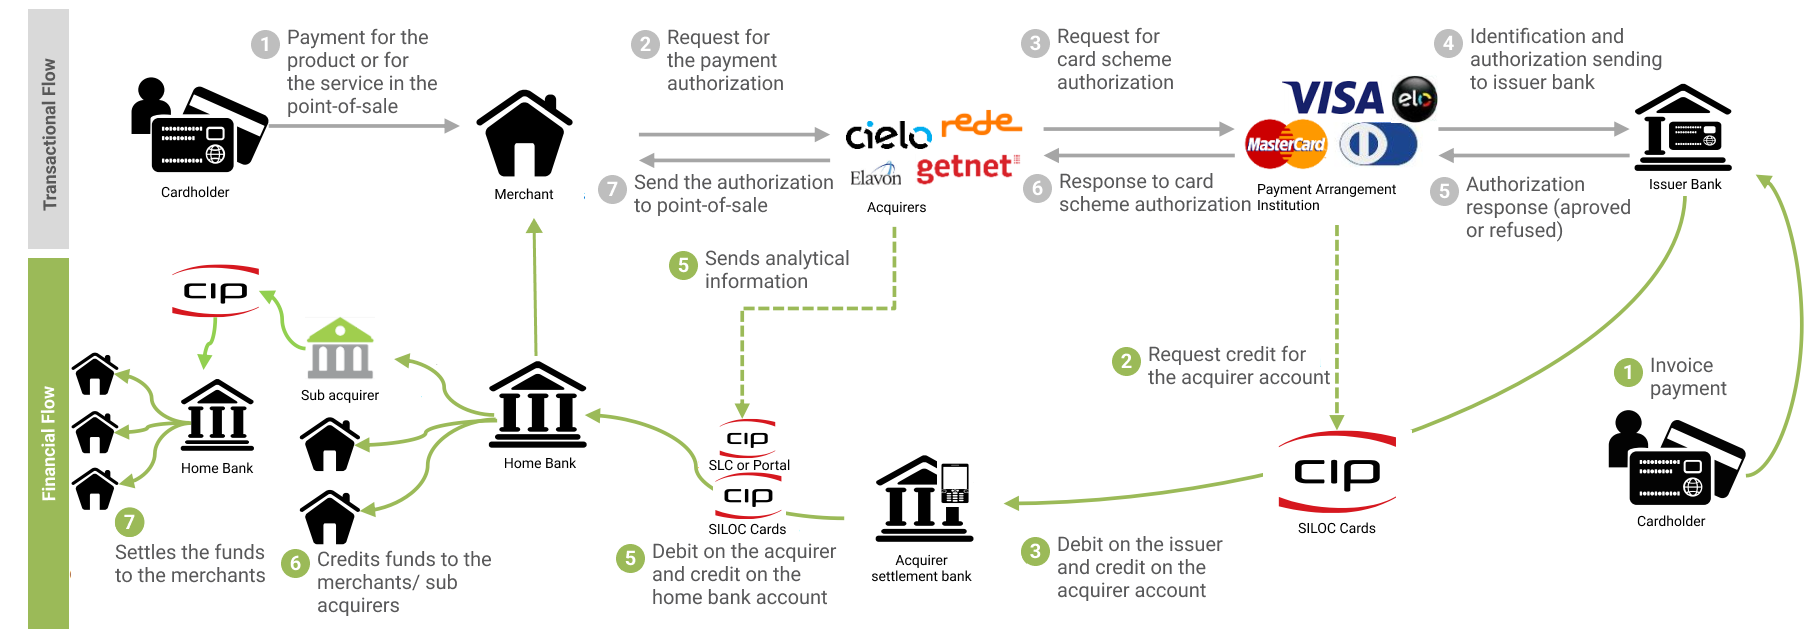 Transactional Flow
1
Payment for the
product or for
the service in the
point-of-sale
2
Request for
the payment
authorization
3
Request for
card scheme
authorization
4
Identification and
authorization sending
to issuer bank
Cardholder
Merchant
cielo
rede
Elavon
getnet
Acquirers
VISA
elo
MasterCard
Payment Arrangement
Institution
Issuer Bank
7
Send the authorization
to point-of-sale
6
Response to card
scheme authorization
5
Authorization
response (aproved
or refused)
Financial Flow
5
Sends analytical
information
cip
Sub acquirer
Home Bank
Home Bank
2
Request credit for
the acquirer account
1
Invoice
payment
cip
SLC or Portal
cip
SILOC Cards
Acquirer
settlement bank
cip
SILOC Cards
Cardholder
7
Settles the funds
to the merchants
6
Credits funds to the
merchants/ sub
acquirers
5
Debit on the acquirer
and credit on the
home bank account
3
Debit on the issuer
and credit on the
acquirer account